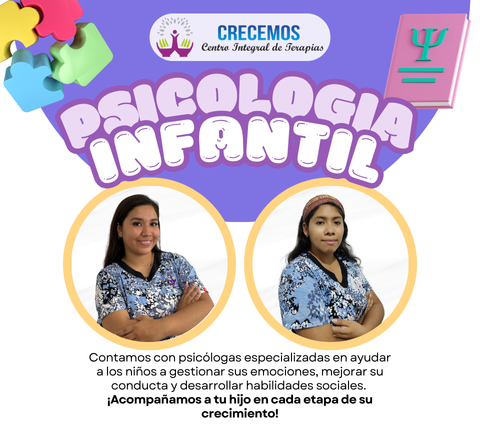 CRECEMOS
Centro Integral de Terapias
PSICOLOGIA
INFANTIL
Contamos con psicólogas especializadas en ayudar
a los niños a gestionar sus emociones, mejorar su
conducta y desarrollar habilidades sociales.
¡Acompañamos a tu hijo en cada etapa de su
crecimiento!